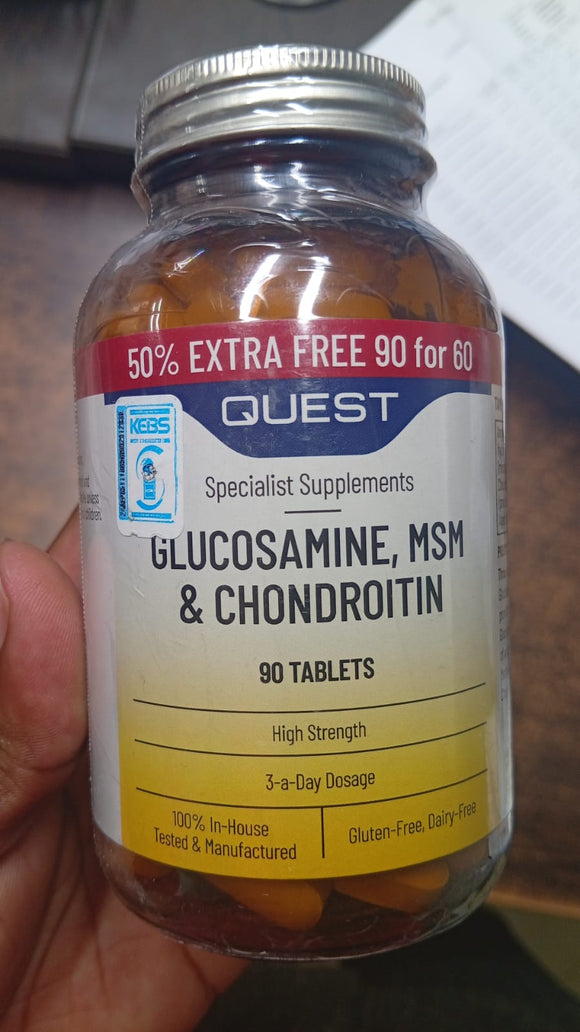 50% EXTRA FREE 90 for 60
QUEST
KEBS
Specialist Supplements
GLUCOSAMINE, MSM
& CHONDROITIN
90 TABLETS
High Strength
3-a-Day Dosage
100% In-House
Tested & Manufactured
Gluten-Free, Dairy-Free
children.